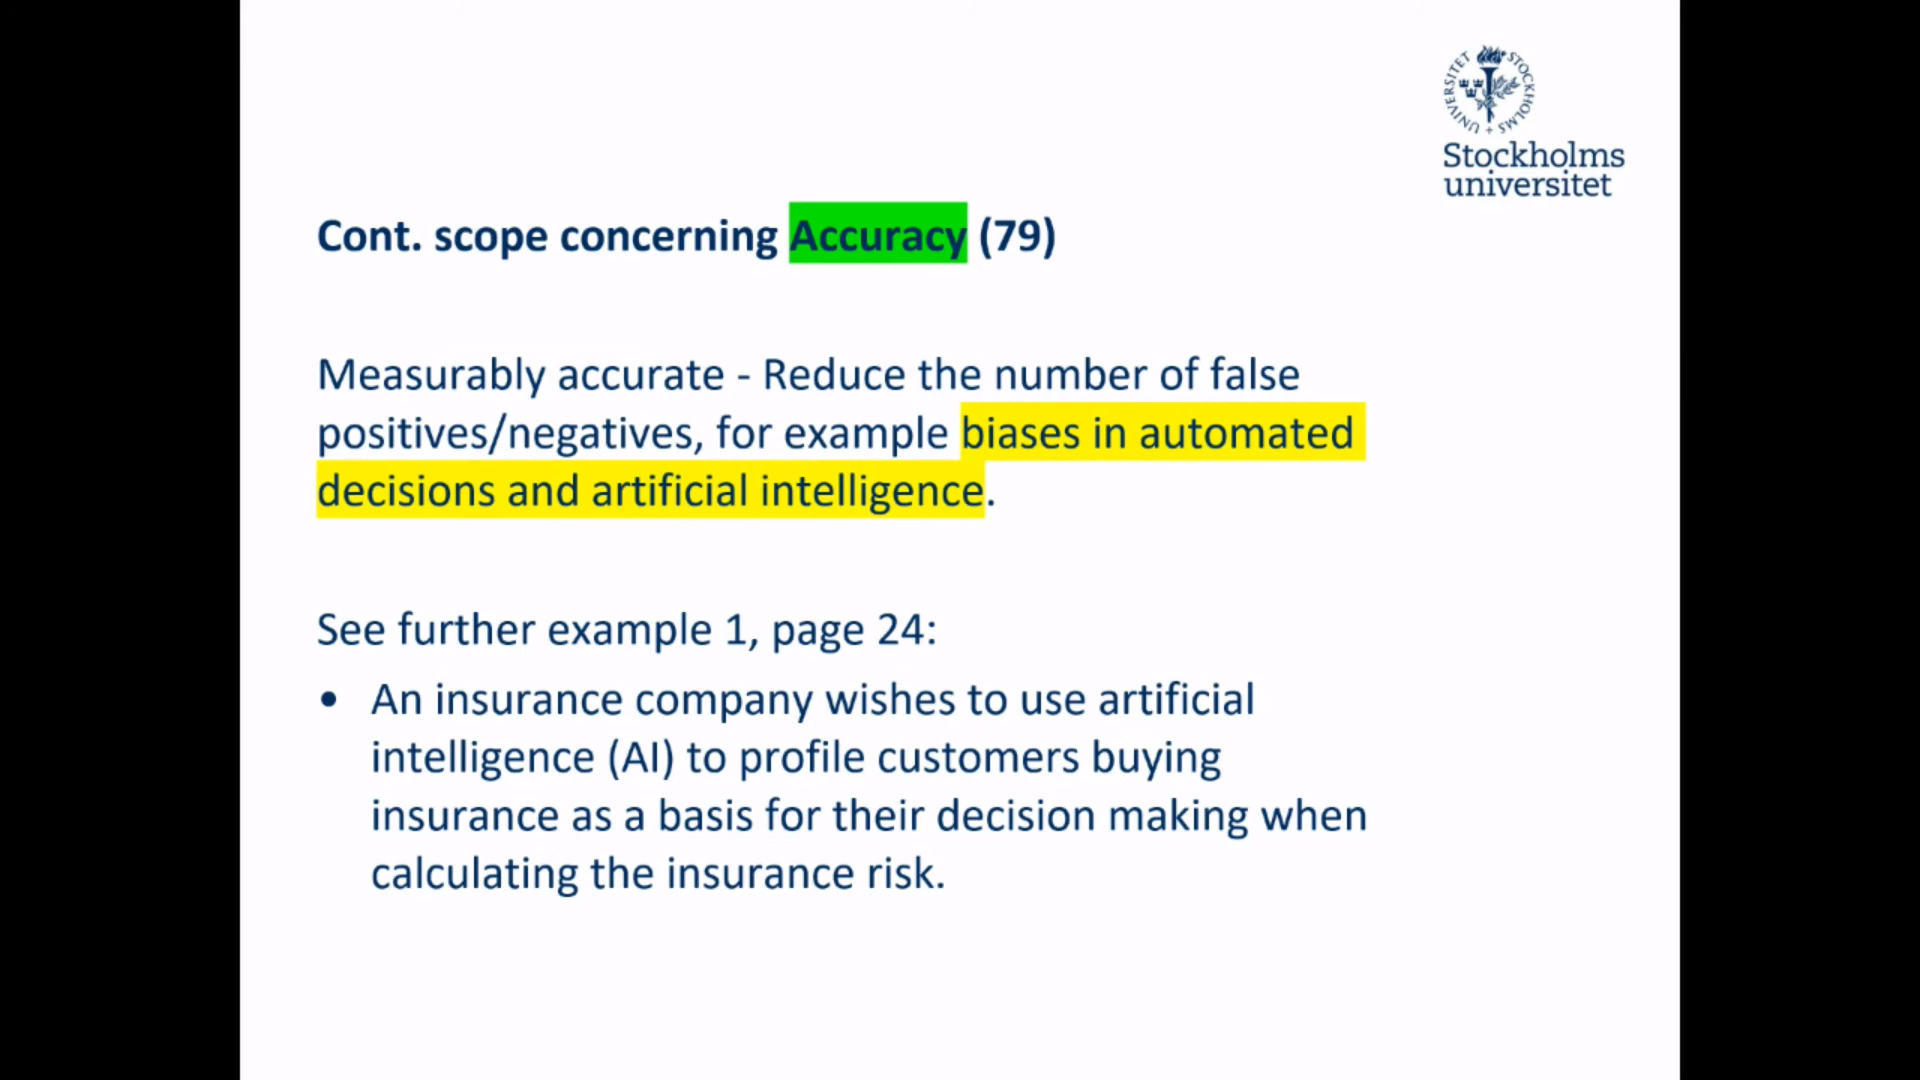 UNIVERSITET STOCKHOLMS
Stockholms
universitet
Cont. scope concerning Accuracy (79)
Measurably accurate - Reduce the number of false
positives/negatives, for example biases in automated
decisions and artificial intelligence.
See further example 1, page 24:
• An insurance company wishes to use artificial
intelligence (AI) to profile customers buying
insurance as a basis for their decision making when
calculating the insurance risk.